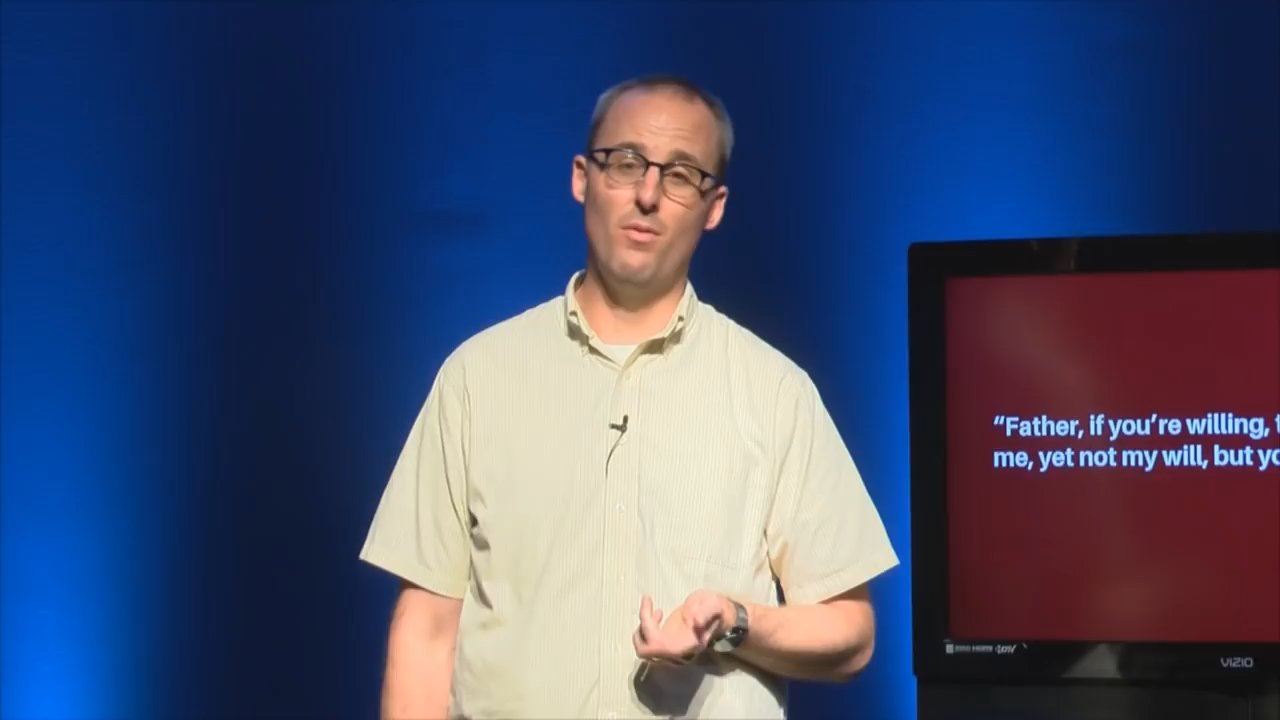 “Father, if you’re willing,
me, yet not my will, but
VIZIO